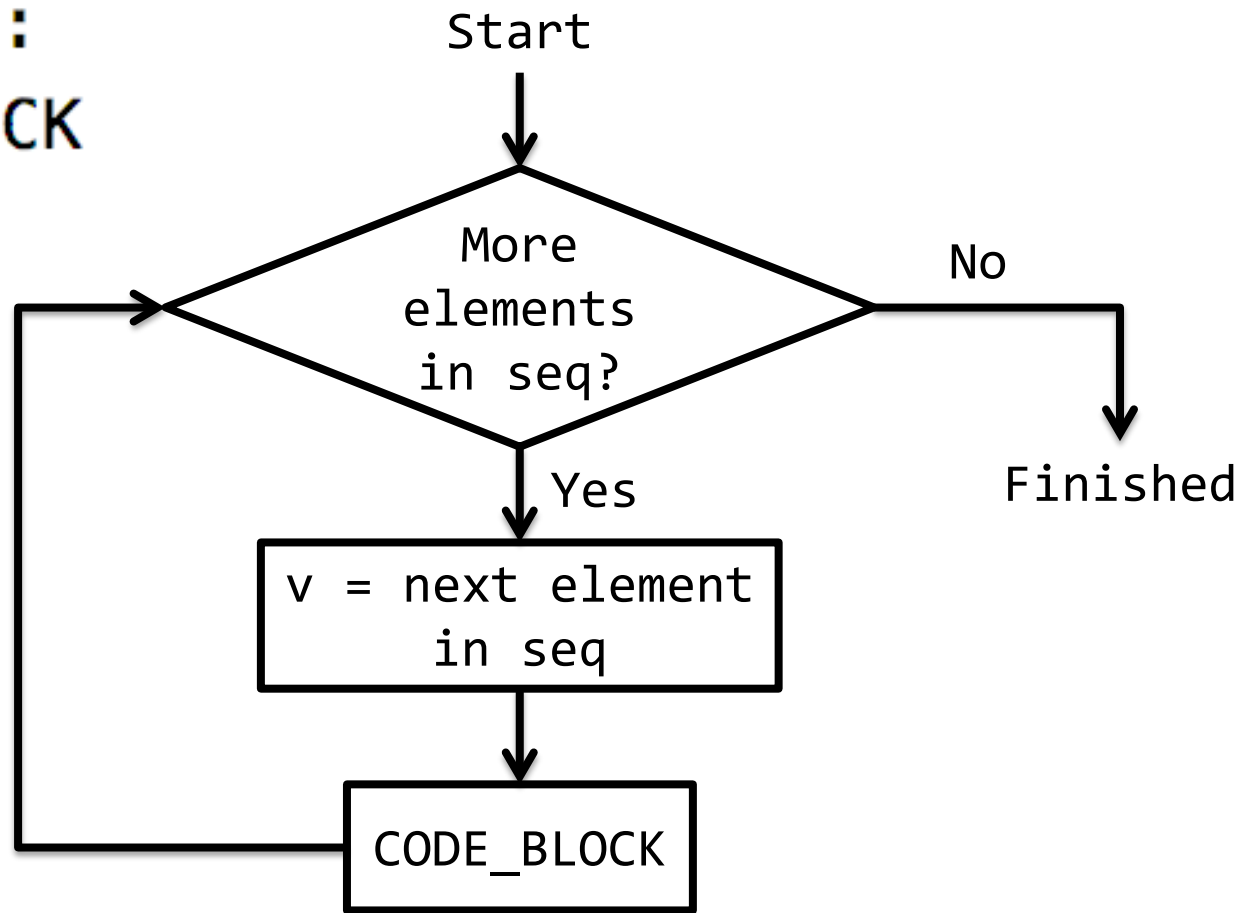 :
CK
Start
More
elements
in seq?
No
Yes
Finished
v = next element
in seq
CODE_BLOCK